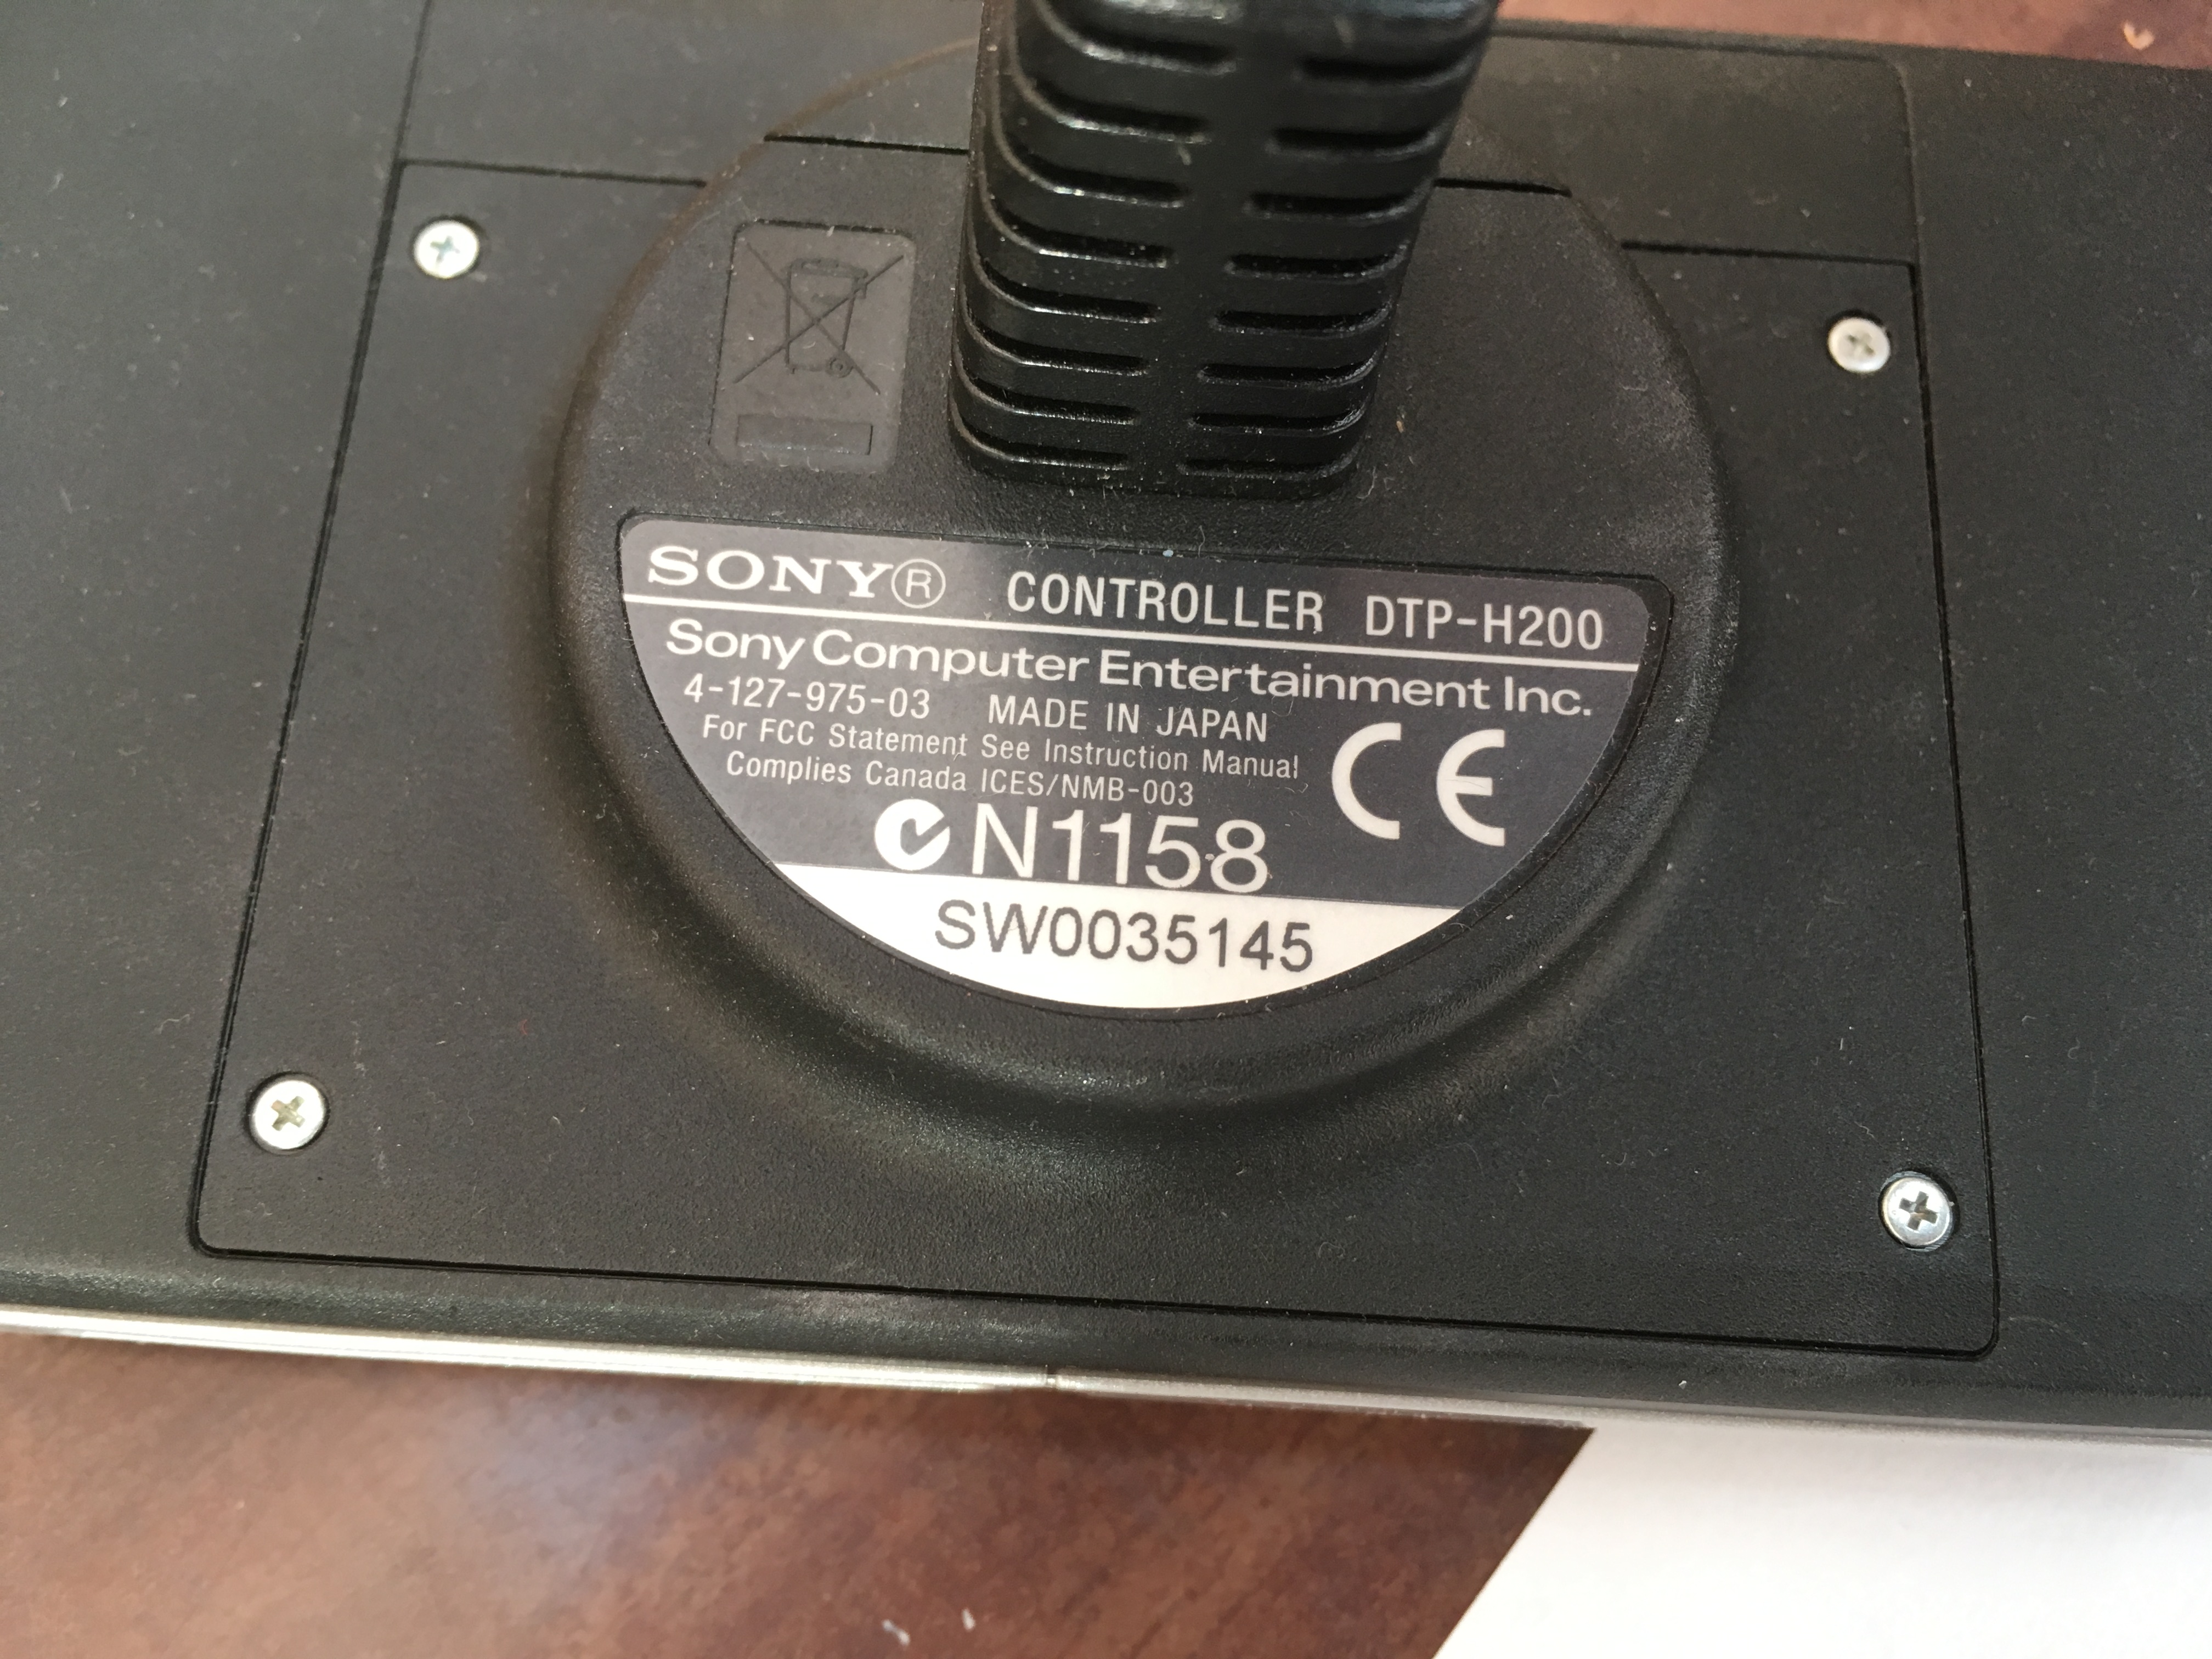 SONY® CONTROLLER DTP-H200
Sony Computer Entertainment Inc.
4-127-975-03 MADE IN JAPAN
For FCC Statement See Instruction Manual
Complies Canada ICES/NMB-003
CE
N1158
SW0035145